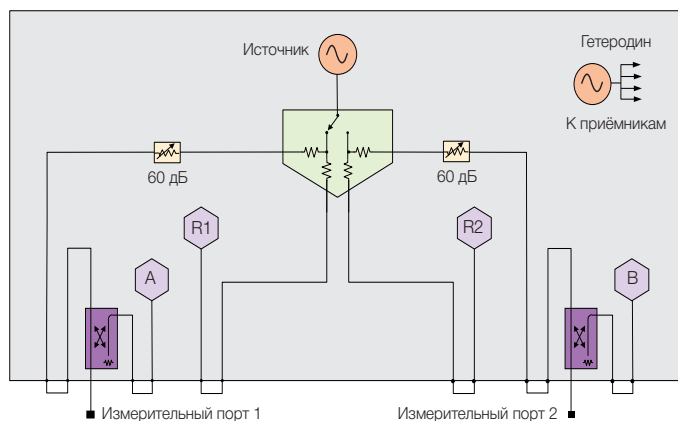 Источник
Гетеродин
К приёмникам
60 дБ
60 дБ
R1
R2
A
B
Измерительный порт 1
Измерительный порт 2